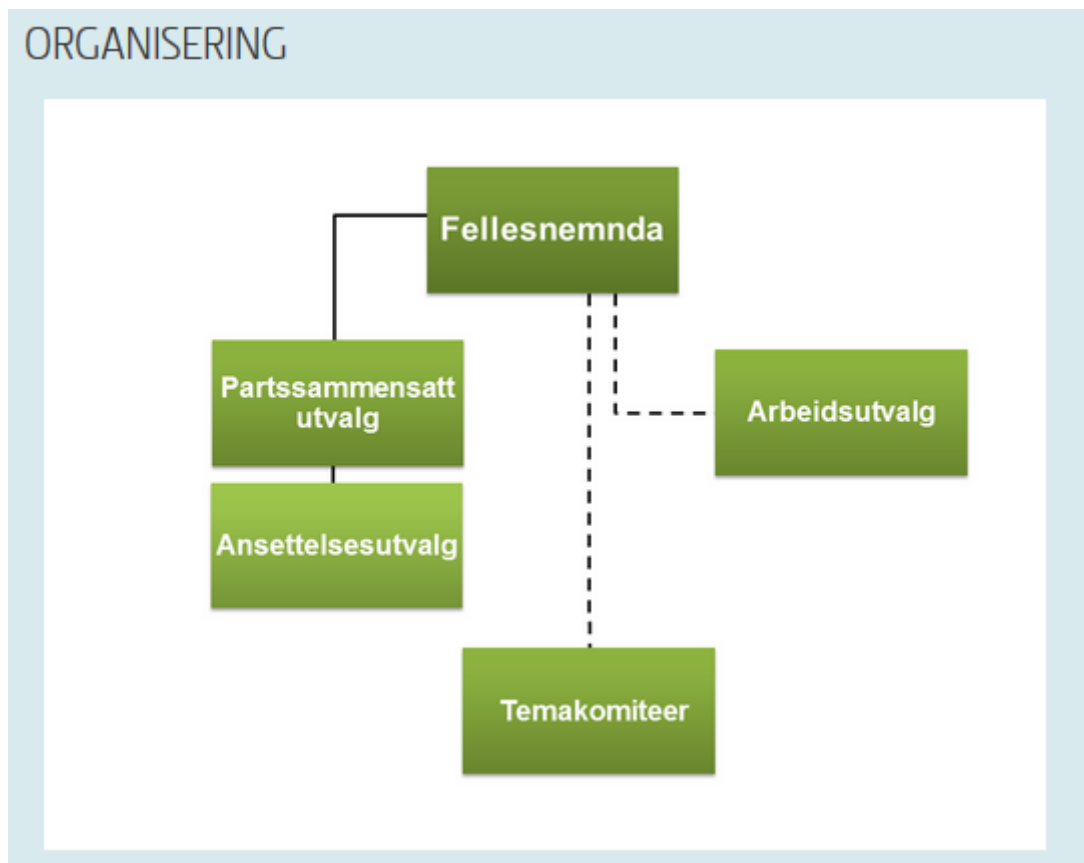 ORGANISERING
Fellesnemnda
Partssammensatt
utvalg
Arbeidsutvalg
Ansettelsesutvalg
Temakomiteer